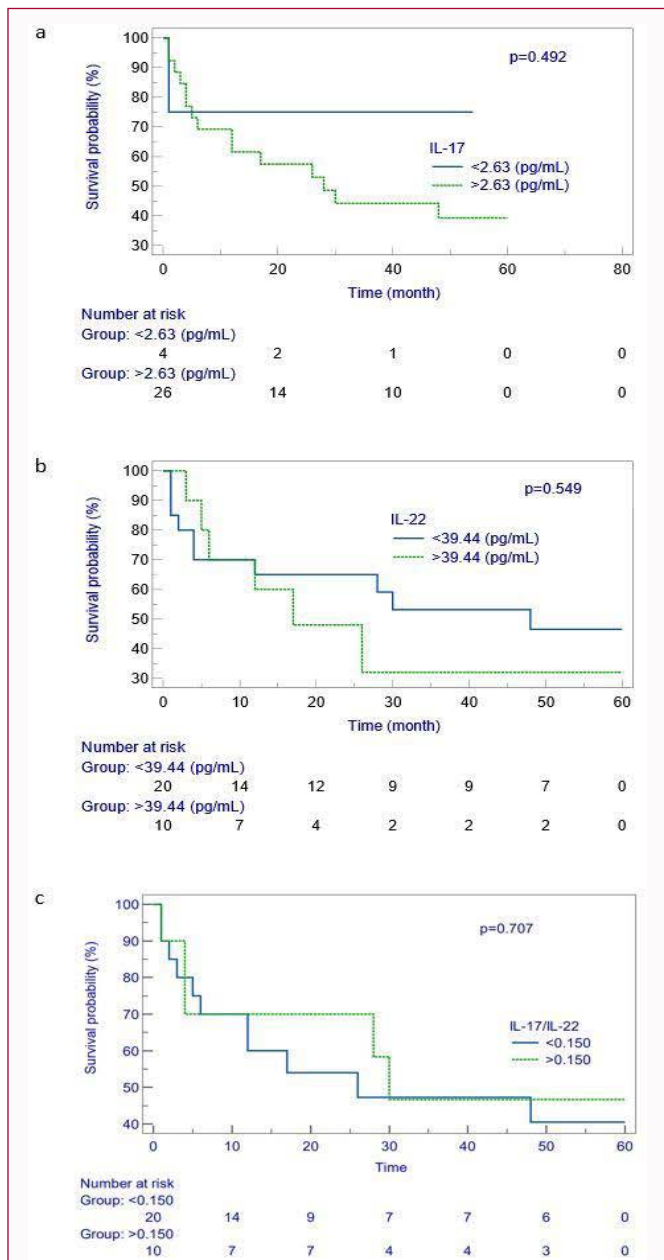 a
100
90
80
70
60
50
40
30
Survival probability (%)
p=0.492
IL-17
<2.63 (pg/mL)
>2.63 (pg/mL)
0 20 40 60 80
Time (month)
Number at risk
Group: <2.63 (pg/mL)
4 2 1 0 0
Group: >2.63 (pg/mL)
26 14 10 0 0
b
100
90
80
70
60
50
40
30
Survival probability (%)
p=0.549
IL-22
<39.44 (pg/mL)
>39.44 (pg/mL)
0 10 20 30 40 50 60
Time (month)
Number at risk
Group: <39.44 (pg/mL)
20 14 12 9 9 7 0
Group: >39.44 (pg/mL)
10 7 4 2 2 2 0
c
100
90
80
70
60
50
40
Survival probability (%)
p=0.707
IL-17/IL-22
<0.150
>0.150
0 10 20 30 40 50 60
Time
Number at risk
Group: <0.150
20 14 9 7 7 6 0
Group: >0.150
10 7 7 4 4 3 0